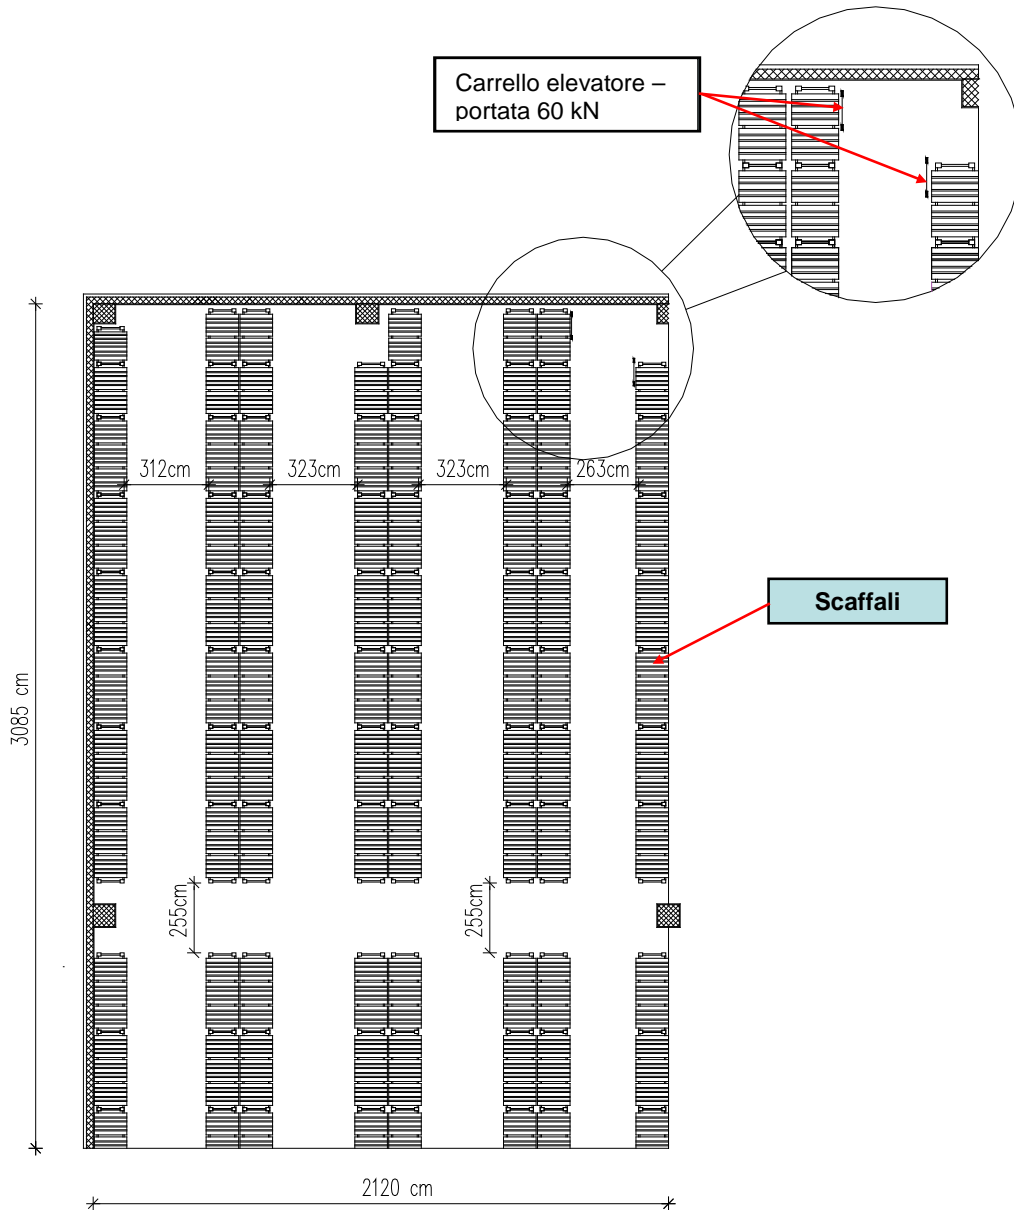 Carrello elevatore –
portata 60 kN
312cm
323cm
323cm
263cm
Scaffali
3085 cm
255cm
255cm
2120 cm